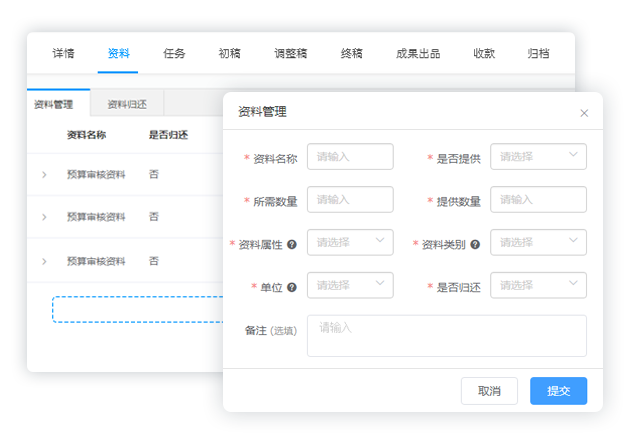 详情 资料 任务 初稿 调整稿 终稿 成果出品 收款 归档
资料管理 资料归还
资料名称 是否归还
预算审核资料 否
预算审核资料 否
预算审核资料 否
资料管理 ×
* 资料名称 请输入 * 是否提供 请选择
* 所需数量 请输入 * 提供数量 请输入
* 资料属性 ? 请选择 * 资料类别 ? 请选择
* 单位 ? 请选择 * 是否归还 请选择
备注 (选填) 请输入
取消 提交